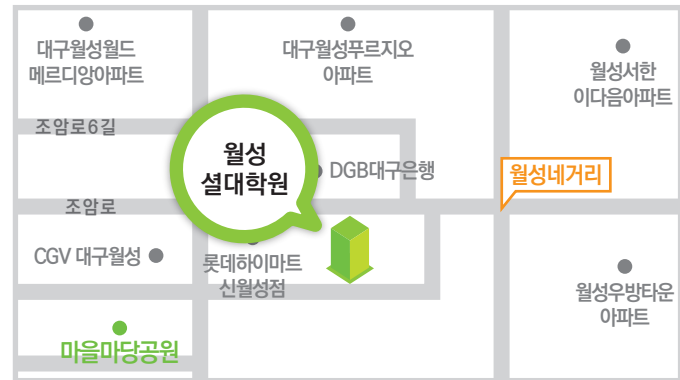 대구월성월드
메르디앙아파트
대구월성푸르지오
아파트
월성서한
이다음아파트
조암로6길
월성
설대학원
DGB대구은행
월성네거리
조암로
CGV 대구월성
롯데하이마트
신월성점
월성우방타운
아파트
마을마당공원